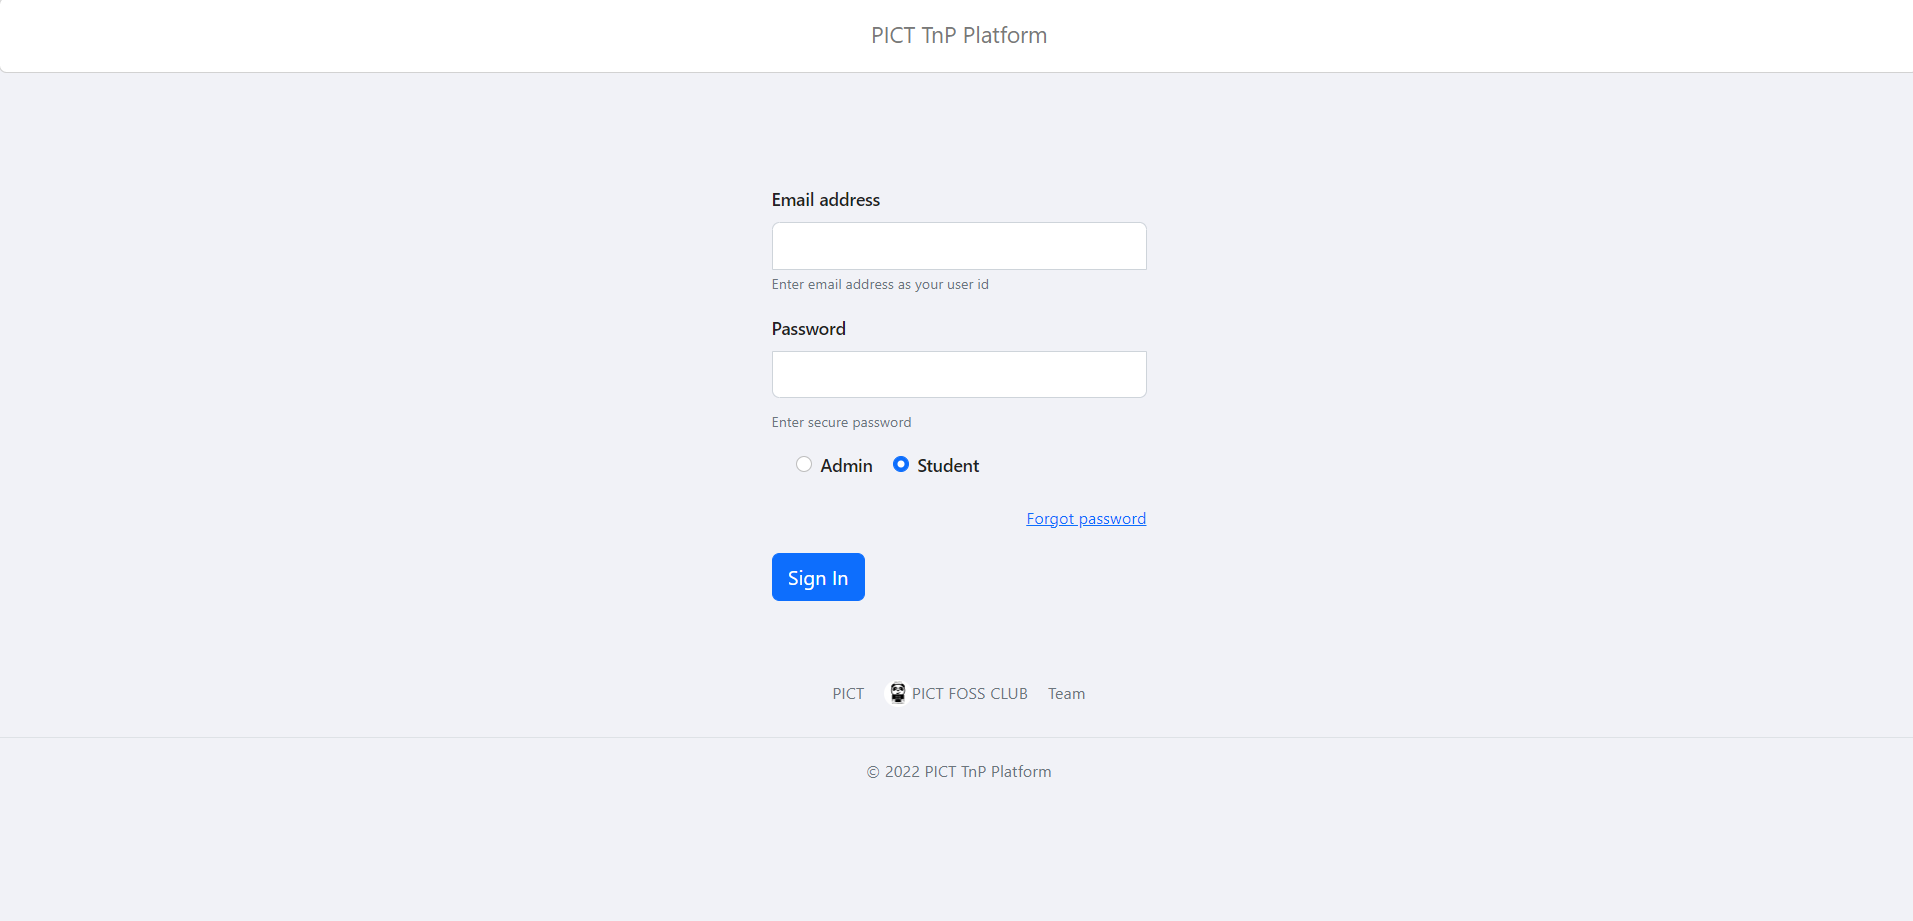 PICT TnP Platform
Email address
Enter email address as your user id
Password
Enter secure password
Admin Student
Forgot password
Sign In
PICT PICT FOSS CLUB Team
© 2022 PICT TnP Platform